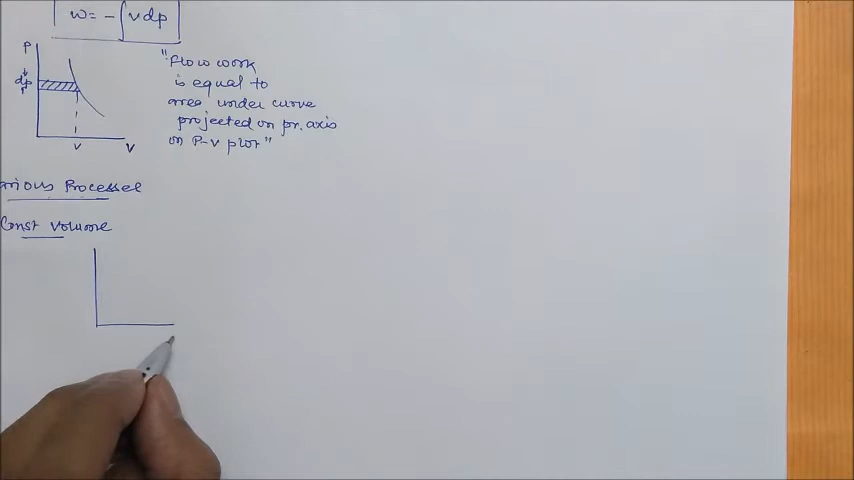 w = - ∫ v dp
P
dp
v
V
"Flow work
is equal to
area under curve
projected on pr. axis
on P-v plot"
rious Processes
Const volume